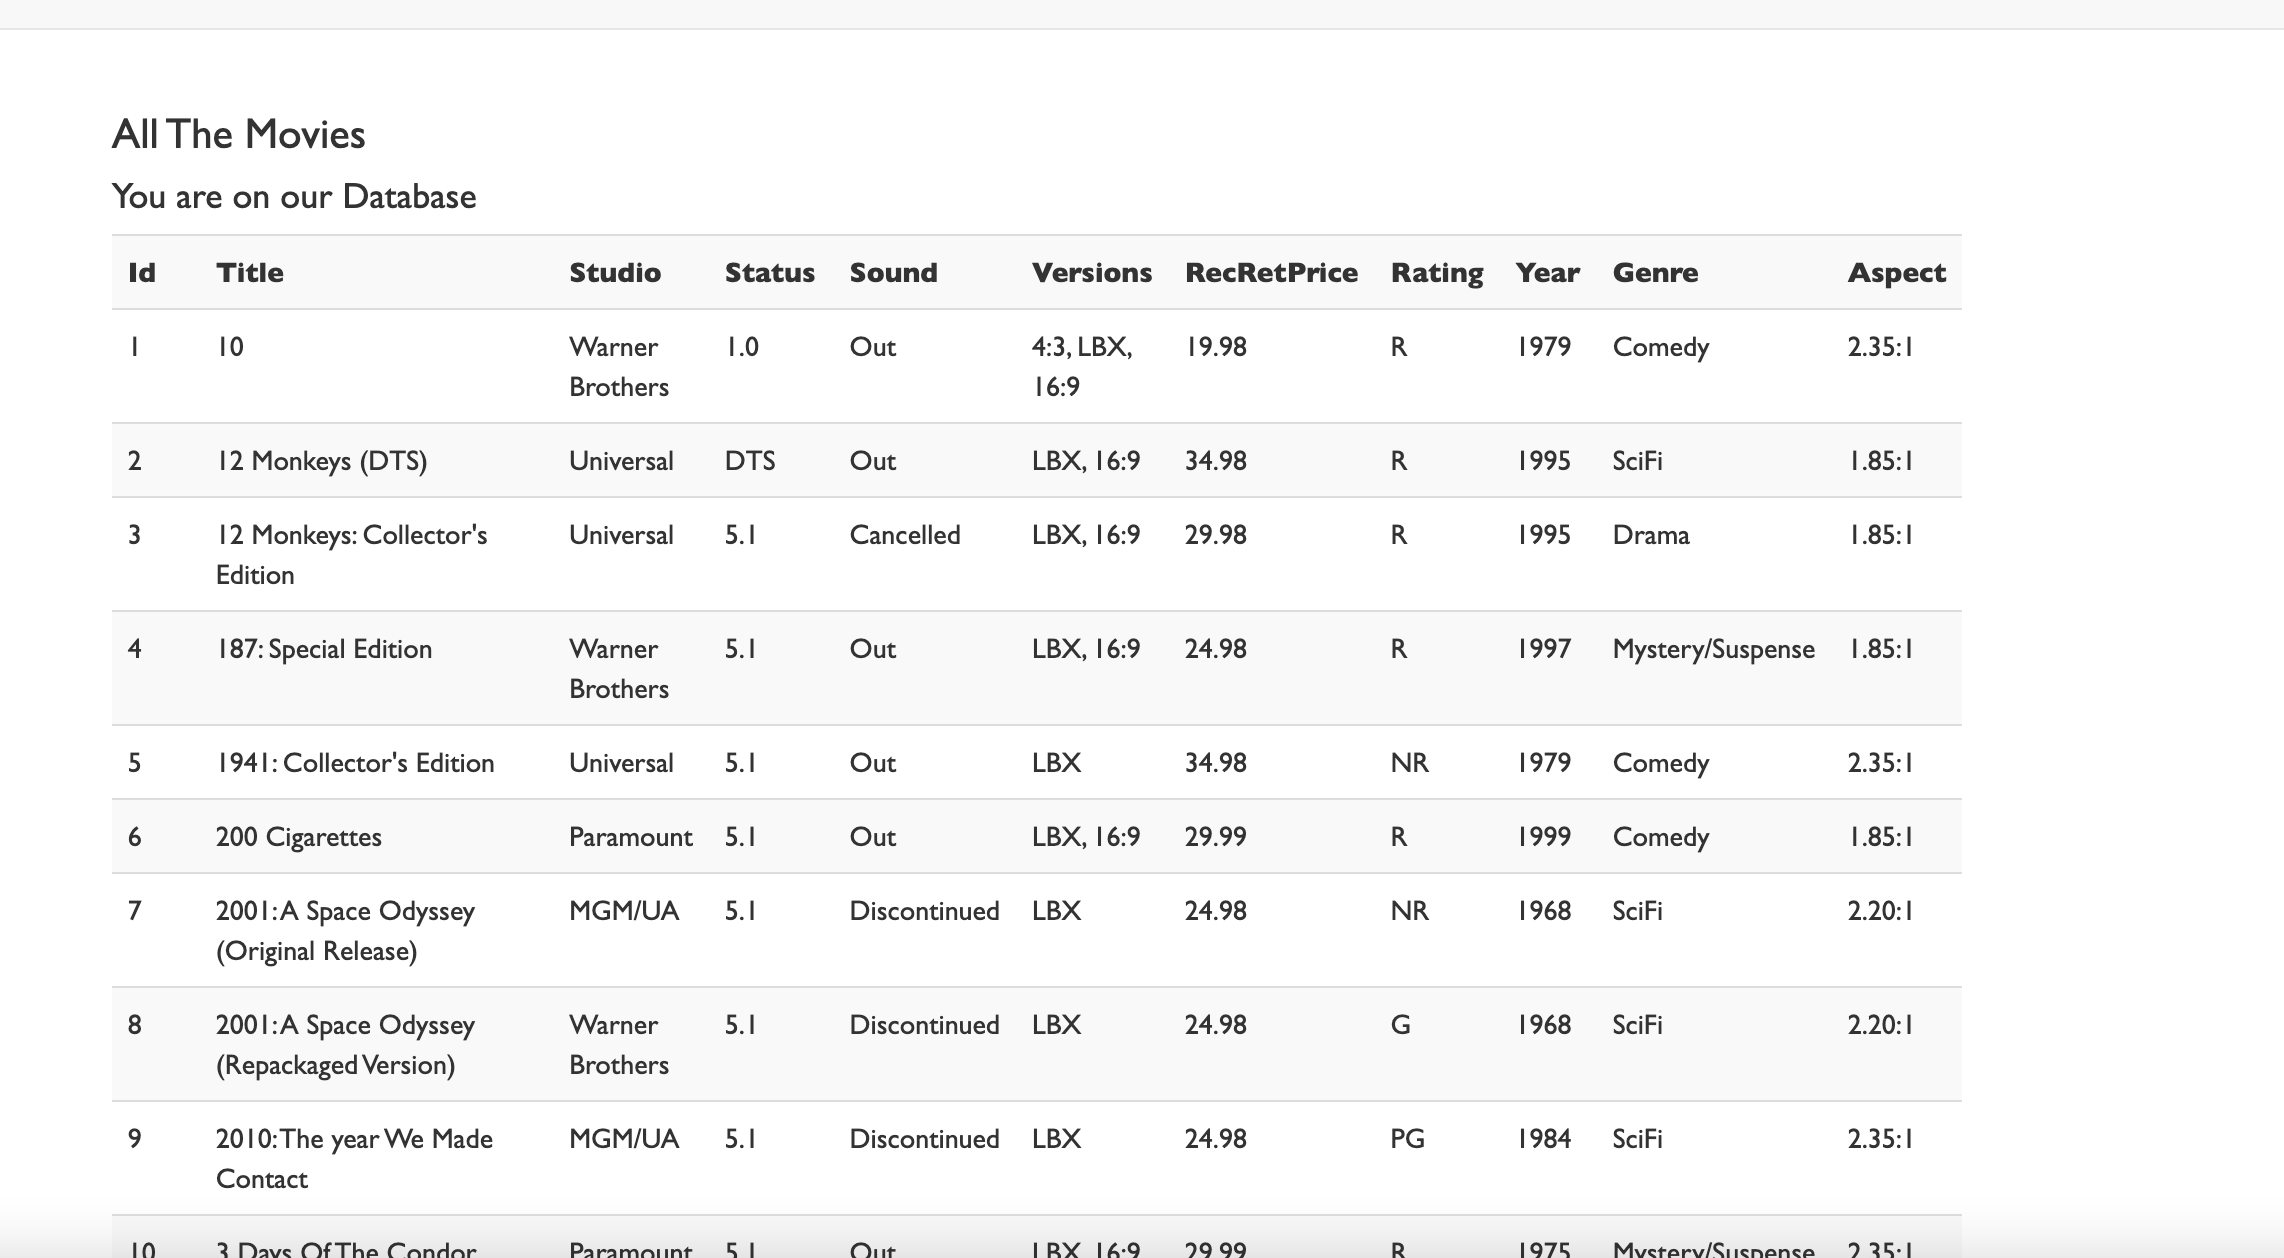 All The Movies
You are on our Database
Id Title Studio Status Sound Versions RecRetPrice Rating Year Genre Aspect
1 10 Warner 1.0 Out 4:3, LBX, 19.98 R 1979 Comedy 2.35:1
Brothers 16:9
2 12 Monkeys (DTS) Universal DTS Out LBX, 16:9 34.98 R 1995 SciFi 1.85:1
3 12 Monkeys: Collector's Universal 5.1 Cancelled LBX, 16:9 29.98 R 1995 Drama 1.85:1
Edition
4 187: Special Edition Warner 5.1 Out LBX, 16:9 24.98 R 1997 Mystery/Suspense 1.85:1
Brothers
5 1941: Collector's Edition Universal 5.1 Out LBX 34.98 NR 1979 Comedy 2.35:1
6 200 Cigarettes Paramount 5.1 Out LBX, 16:9 29.99 R 1999 Comedy 1.85:1
7 2001: A Space Odyssey MGM/UA 5.1 Discontinued LBX 24.98 NR 1968 SciFi 2.20:1
(Original Release)
8 2001: A Space Odyssey Warner 5.1 Discontinued LBX 24.98 G 1968 SciFi 2.20:1
(Repackaged Version) Brothers
9 2010: The year We Made MGM/UA 5.1 Discontinued LBX 24.98 PG 1984 SciFi 2.35:1
Contact
10 3 Days Of The Condor Paramount 5.1 Out LBX, 16:9 29.99 R 1975 Mystery/Suspense 2.35:1